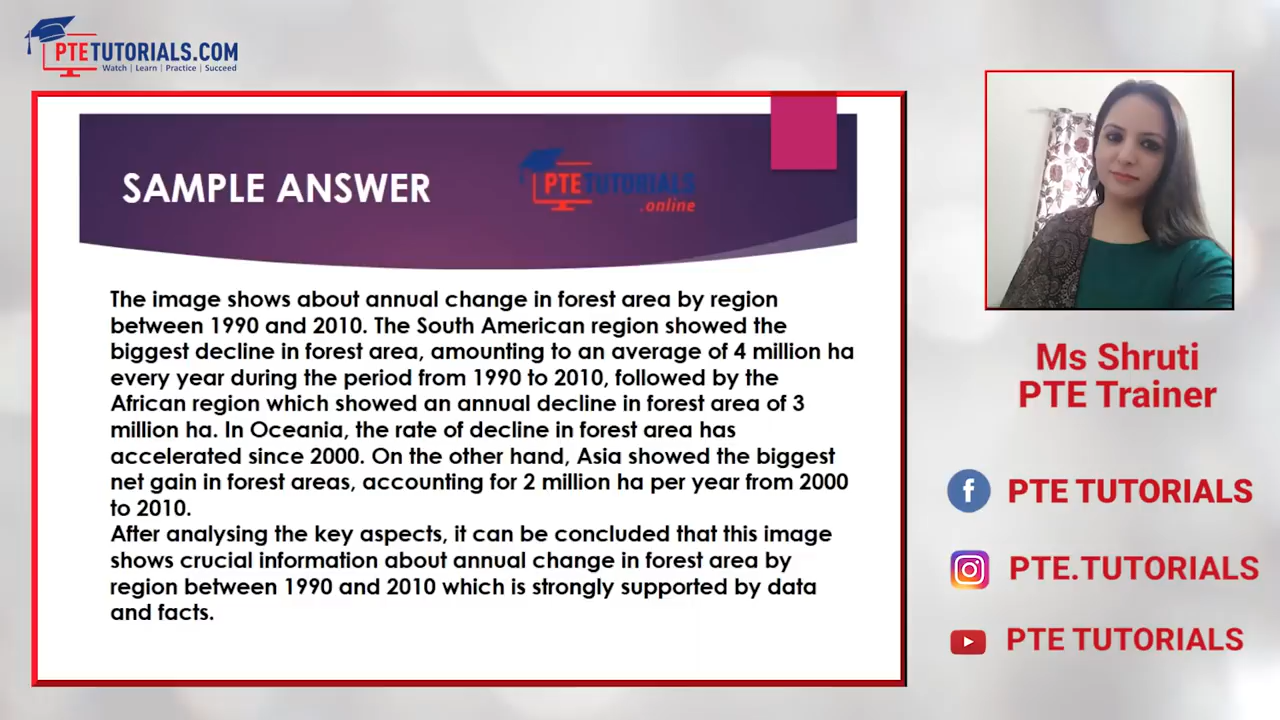 PTETUTORIALS.COM
Watch | Learn | Practice | Succeed
SAMPLE ANSWER
PTETUTORIALS
.online
The image shows about annual change in forest area by region
between 1990 and 2010. The South American region showed the
biggest decline in forest area, amounting to an average of 4 million ha
every year during the period from 1990 to 2010, followed by the
African region which showed an annual decline in forest area of 3
million ha. In Oceania, the rate of decline in forest area has
accelerated since 2000. On the other hand, Asia showed the biggest
net gain in forest areas, accounting for 2 million ha per year from 2000
to 2010.
After analysing the key aspects, it can be concluded that this image
shows crucial information about annual change in forest area by
region between 1990 and 2010 which is strongly supported by data
and facts.
Ms Shruti
PTE Trainer
f PTE TUTORIALS
PTE.TUTORIALS
PTE TUTORIALS